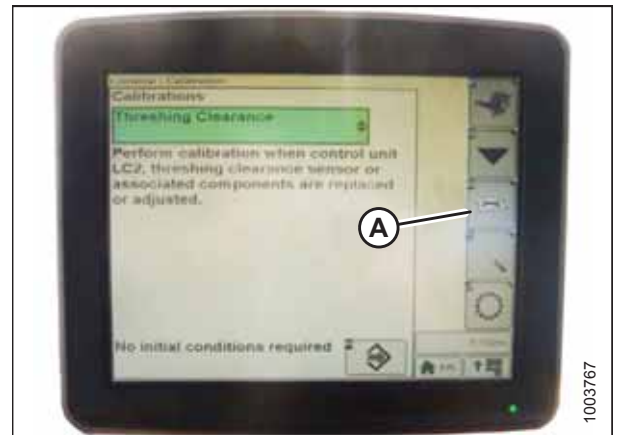 Calibrations
Threshing Clearance
Perform calibration when control unit
LC2, threshing clearance sensor or
associated components are replaced
or adjusted.
A
No initial conditions required
1003767